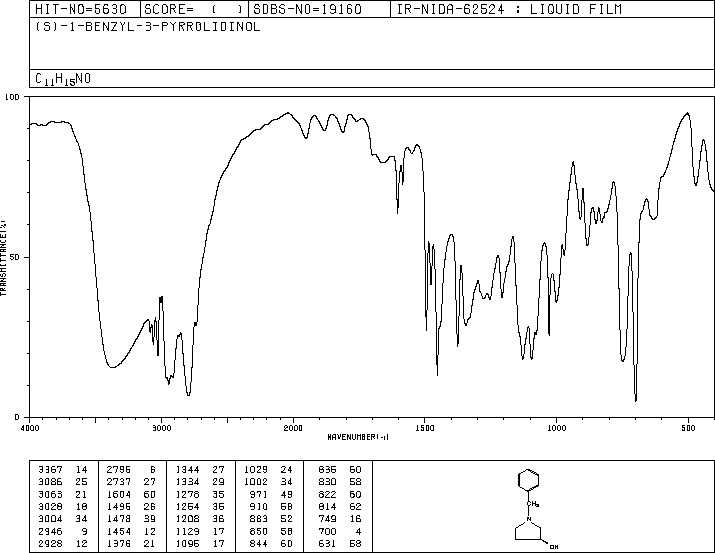 HIT-NO=5630 SCORE= ( ) SDBS-NO=19160 IR-NIDA-62524 : LIQUID FILM
(S)-1-BENZYL-3-PYRROLIDINOL
C11H15NO
100
50
0
TRANSMITTANCE(%)
4000 3000 2000 1500 1000 500
WAVENUMBER(-1)
3367 14 2796 6 1344 27 1029 24 836 60
3086 25 2737 27 1334 29 1002 34 830 58
3063 21 1604 60 1278 35 971 49 822 60
3028 18 1495 26 1254 35 910 58 814 62
3004 34 1478 39 1208 36 883 52 749 16
2946 9 1454 12 1129 17 850 58 700 4
2928 12 1376 21 1095 17 844 60 631 58
CH2
N
OH